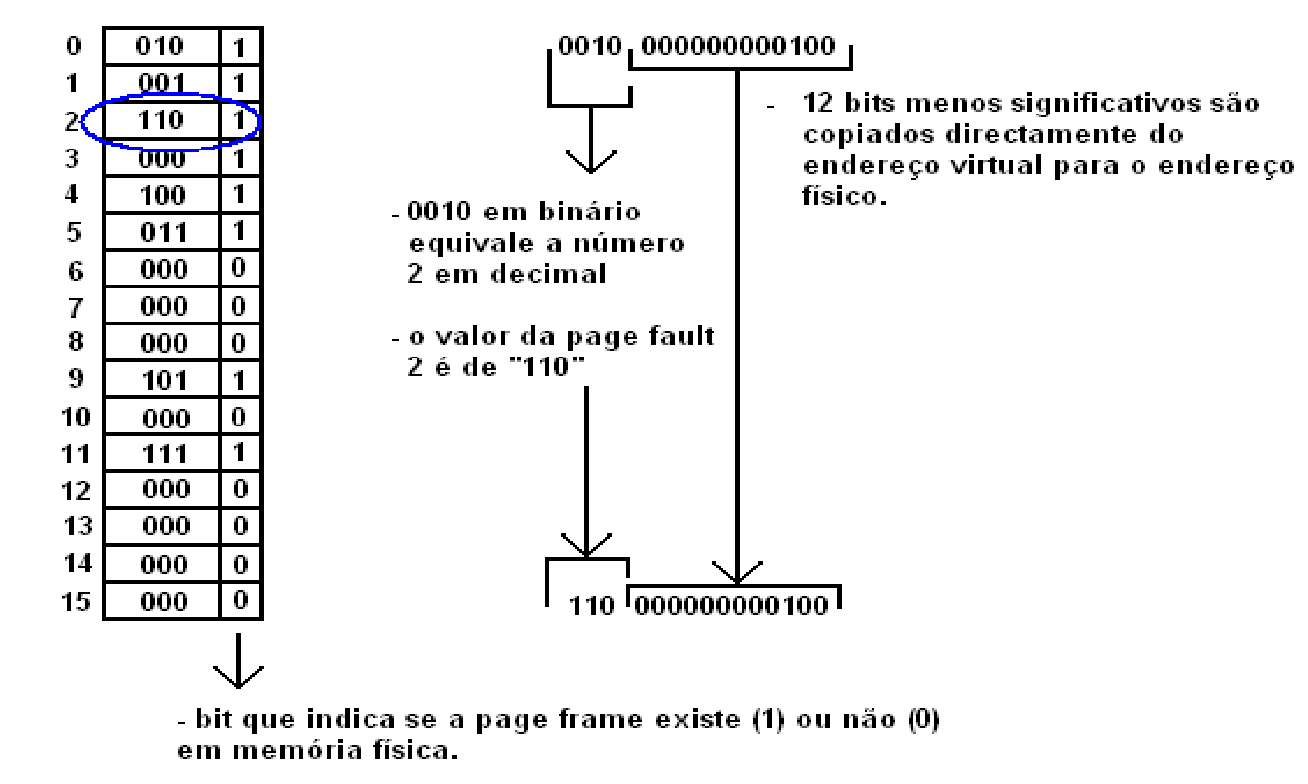 0 010 1
1 001 1
2 110 1
3 000 1
4 100 1
5 011 1
6 000 0
7 000 0
8 000 0
9 101 1
10 000 0
11 111 1
12 000 0
13 000 0
14 000 0
15 000 0
- bit que indica se a page frame existe (1) ou não (0)
em memória física.
0010 000000000100
- 12 bits menos significativos são
copiados directamente do
endereço virtual para o endereço
físico.
- 0010 em binário
equivale a número
2 em decimal
- o valor da page fault
2 é de "110"
110 000000000100